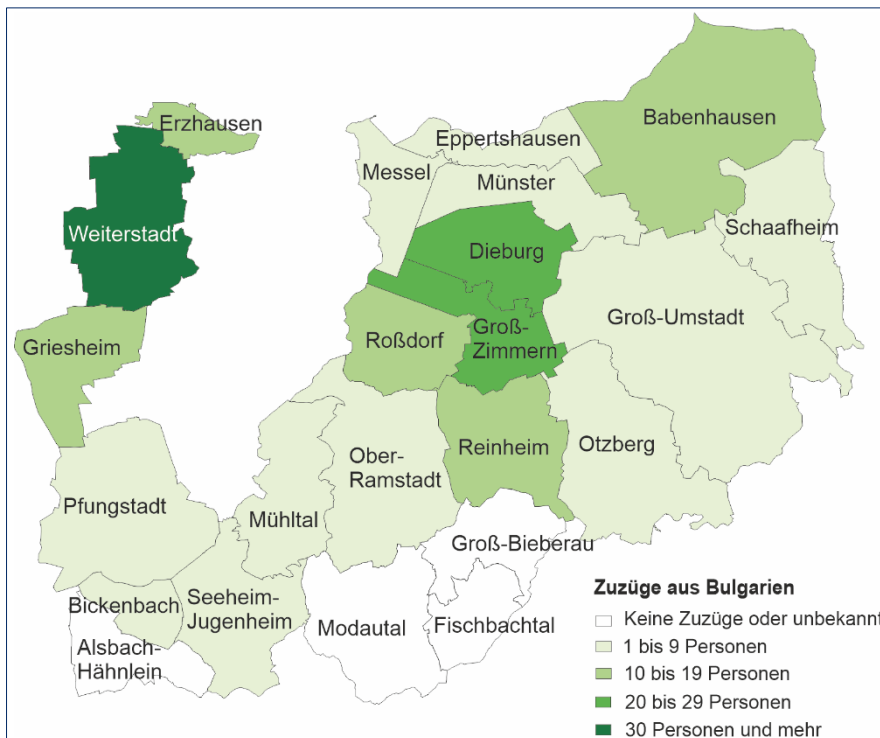 Erzhausen
Babenhausen
Eppertshausen
Messel
Münster
Schaafheim
Weiterstadt
Dieburg
Groß-Umstadt
Griesheim
Roßdorf
Groß-
Zimmern
Reinheim
Otzberg
Ober-
Ramstadt
Pfungstadt
Mühltal
Groß-Bieberau
Bickenbach
Seeheim-
Jugenheim
Modautal
Fischbachtal
Alsbach-
Hähnlein
Zuzüge aus Bulgarien
Keine Zuzüge oder unbekannt
1 bis 9 Personen
10 bis 19 Personen
20 bis 29 Personen
30 Personen und mehr